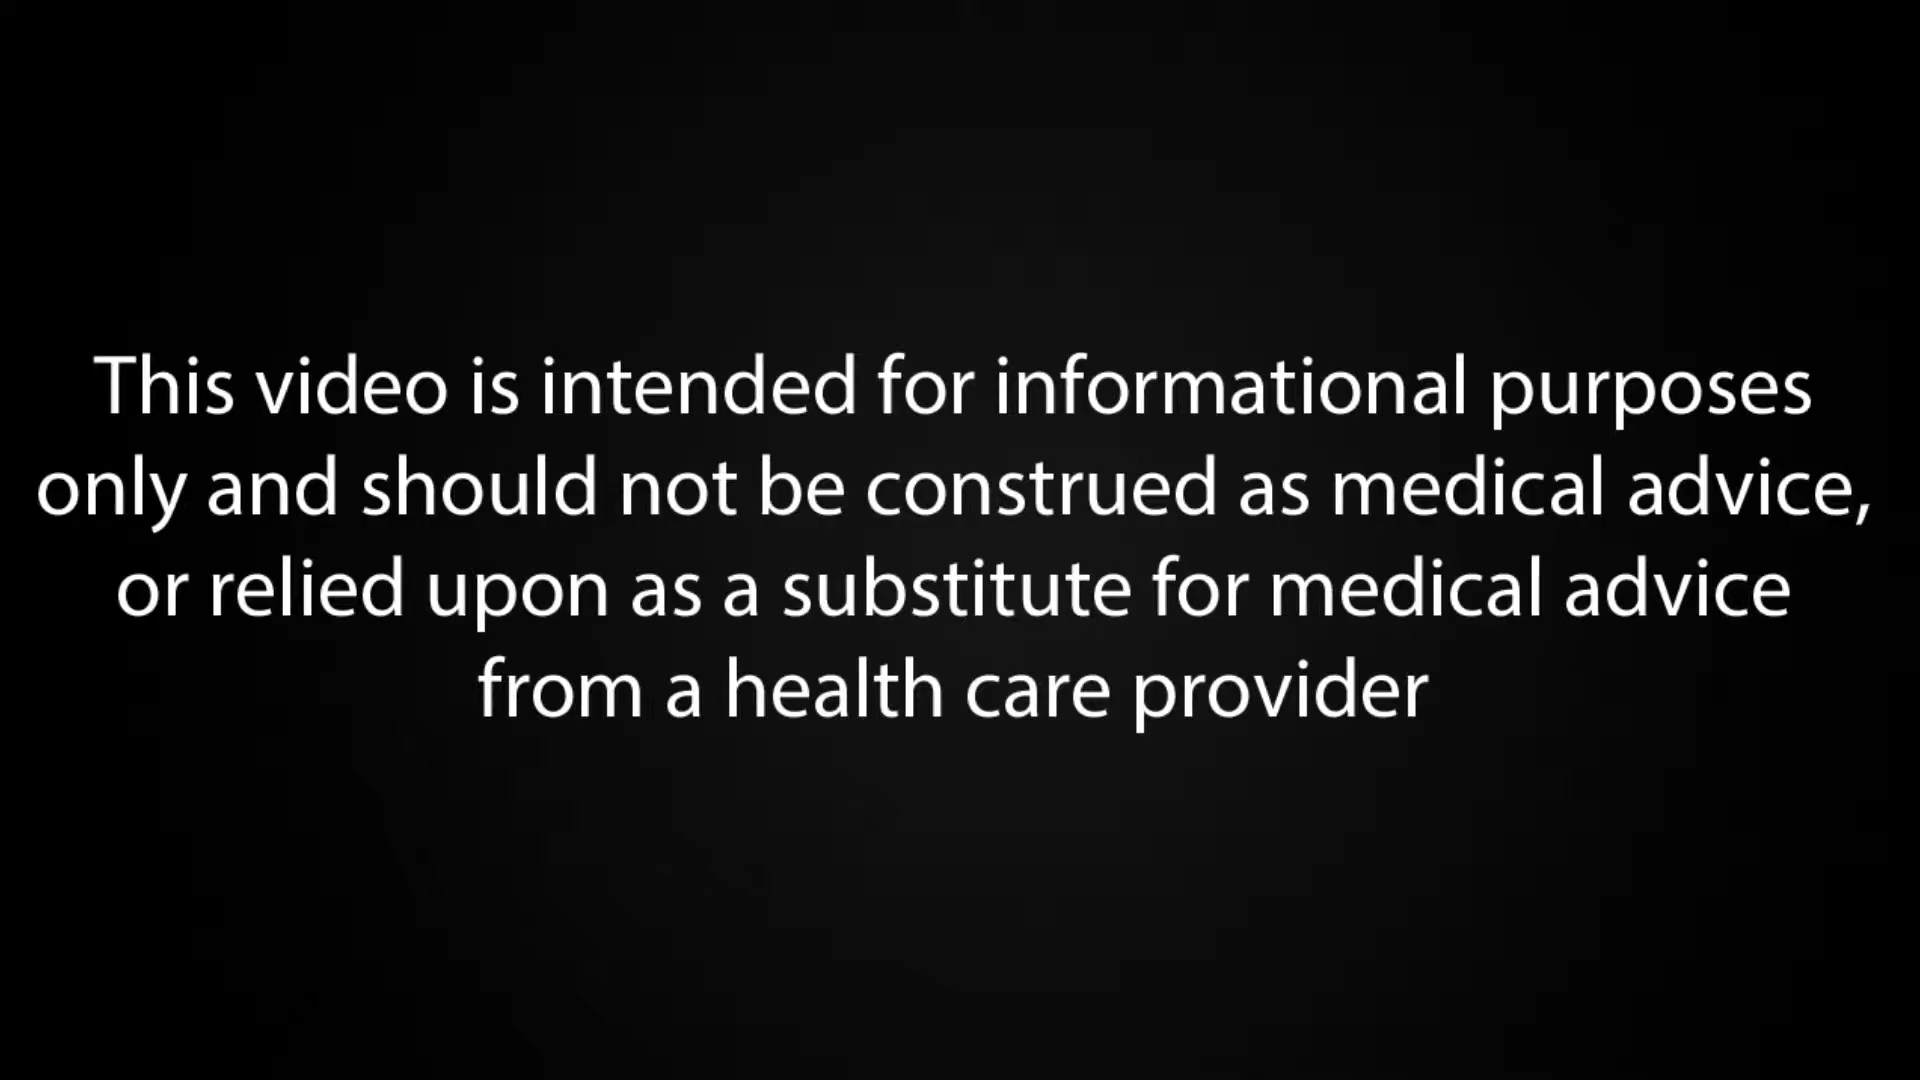 This video is intended for informational purposes
only and should not be construed as medical advice,
or relied upon as a substitute for medical advice
from a health care provider